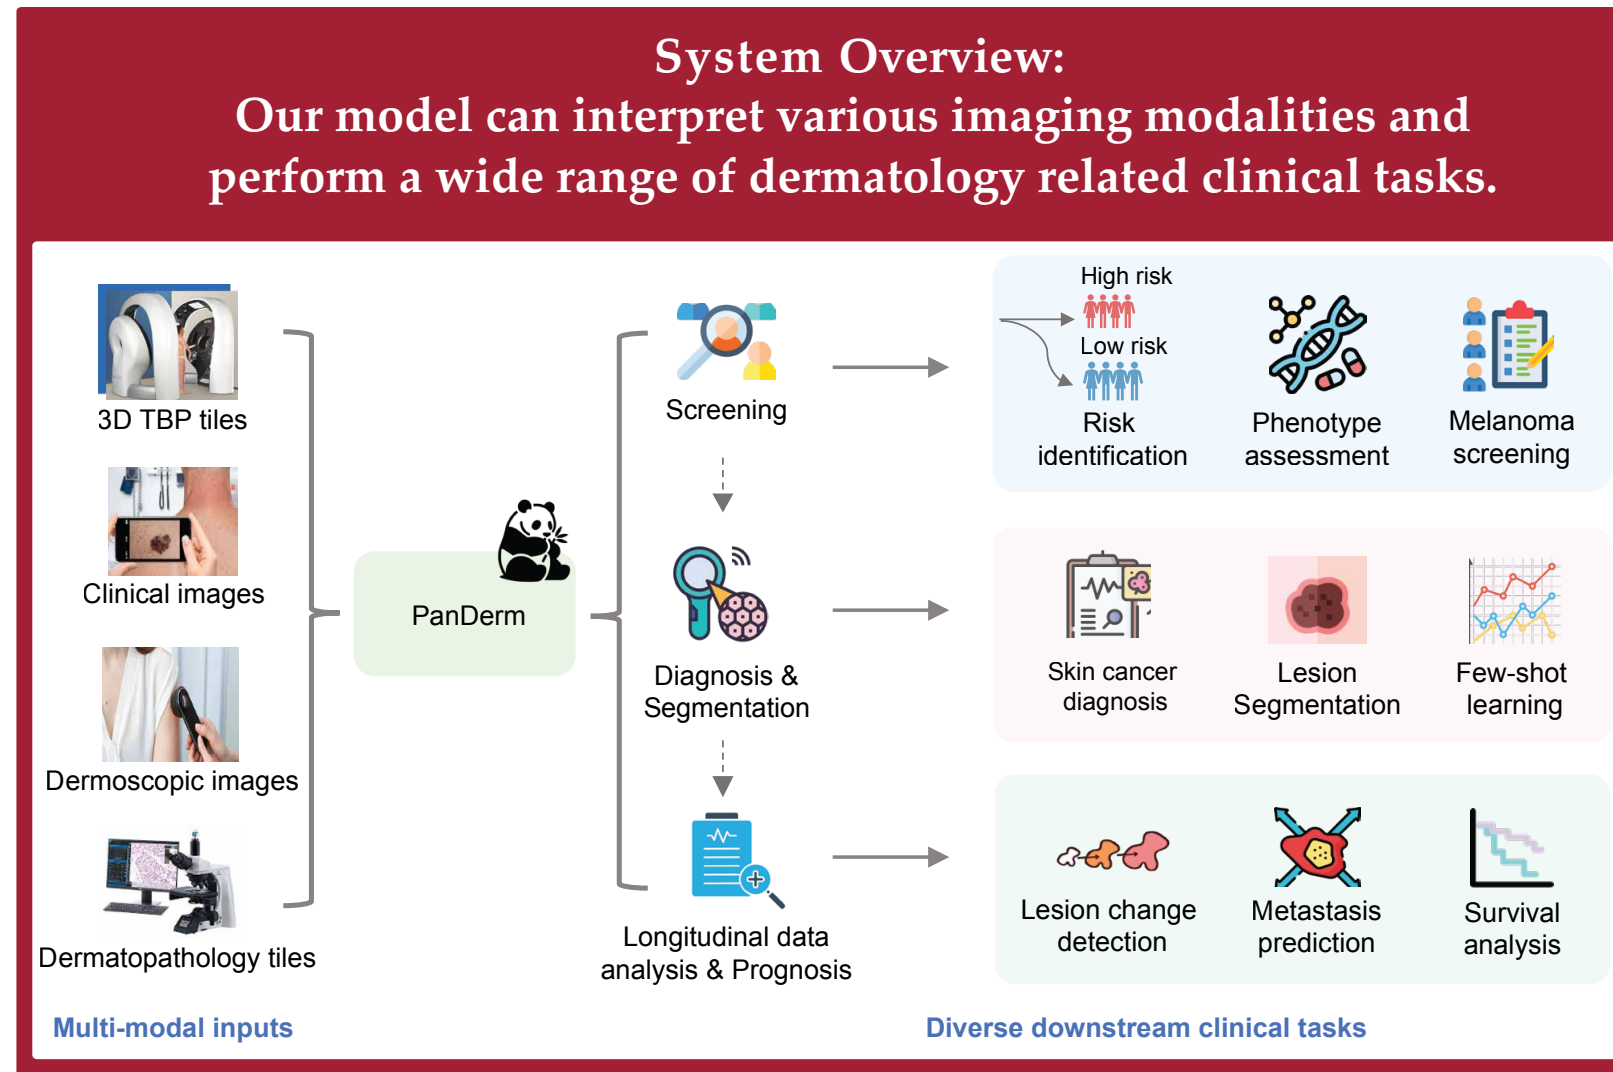 System Overview:
Our model can interpret various imaging modalities and
perform a wide range of dermatology related clinical tasks.
3D TBP tiles
Clinical images
Dermoscopic images
Dermatopathology tiles
Multi-modal inputs
PanDerm
Screening
Diagnosis &
Segmentation
Longitudinal data
analysis & Prognosis
High risk
Low risk
Risk
identification
Phenotype
assessment
Melanoma
screening
Skin cancer
diagnosis
Lesion
Segmentation
Few-shot
learning
Lesion change
detection
Metastasis
prediction
Survival
analysis
Diverse downstream clinical tasks